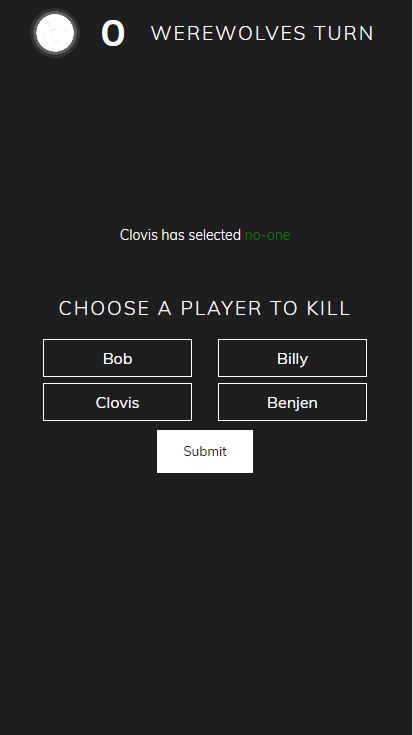 0 WEREWOLVES TURN
Clovis has selected no-one
CHOOSE A PLAYER TO KILL
Bob Billy
Clovis Benjen
Submit